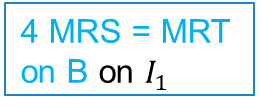 4 MRS = MRT
on B on I₁